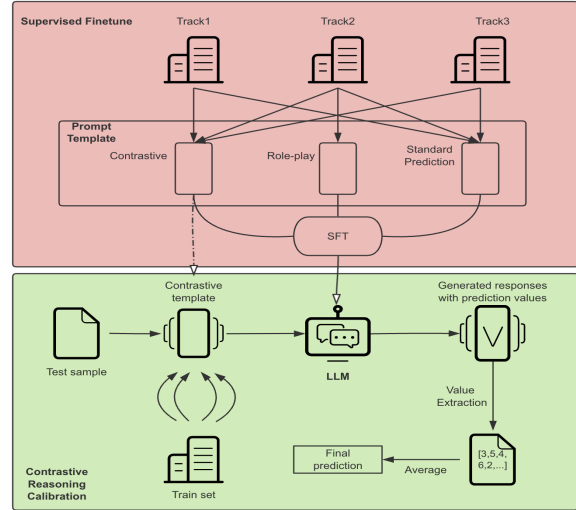 Supervised Finetune
Track1
Track2
Track3
Prompt
Template
Contrastive
Role-play
Standard
Prediction
SFT
Contrastive
template
Generated responses
with prediction values
Test sample
LLM
Value
Extraction
Train set
Final
prediction
Average
[3,5,4,
6,2,...]
Contrastive
Reasoning
Calibration